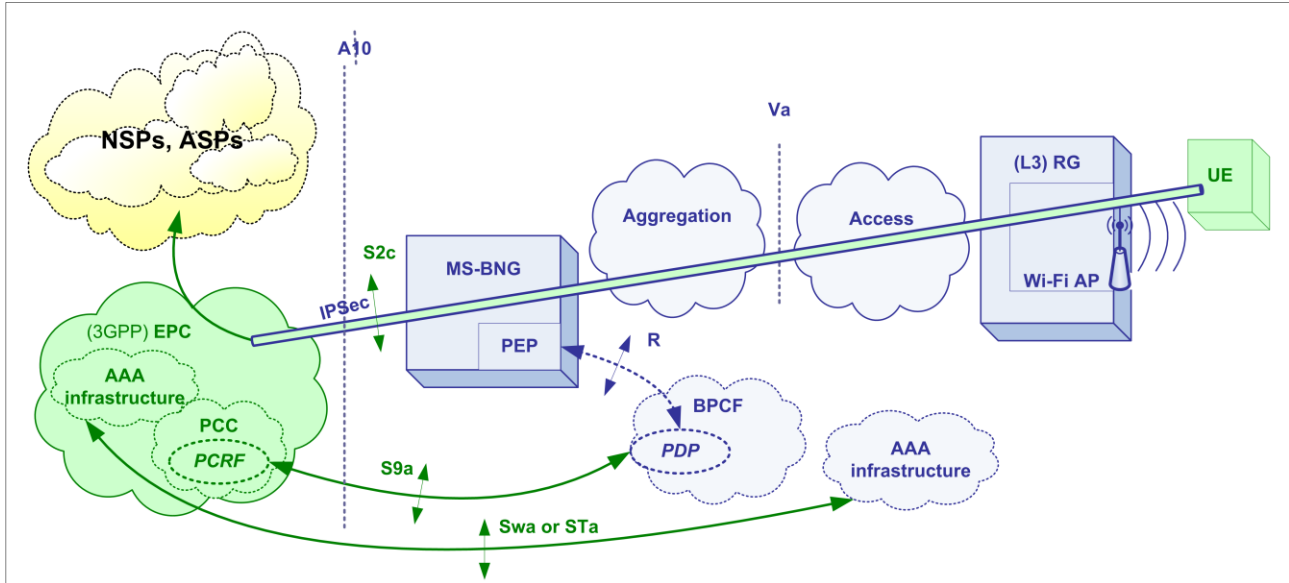 A10
Va
NSPs, ASPs
(L3) RG
UE
Aggregation
Access
S2c
MS-BNG
Wi-Fi AP
IPSec
(3GPP) EPC
PEP
R
AAA
infrastructure
BPCF
PCC
PCRF
PDP
AAA
infrastructure
S9a
Swa or STa